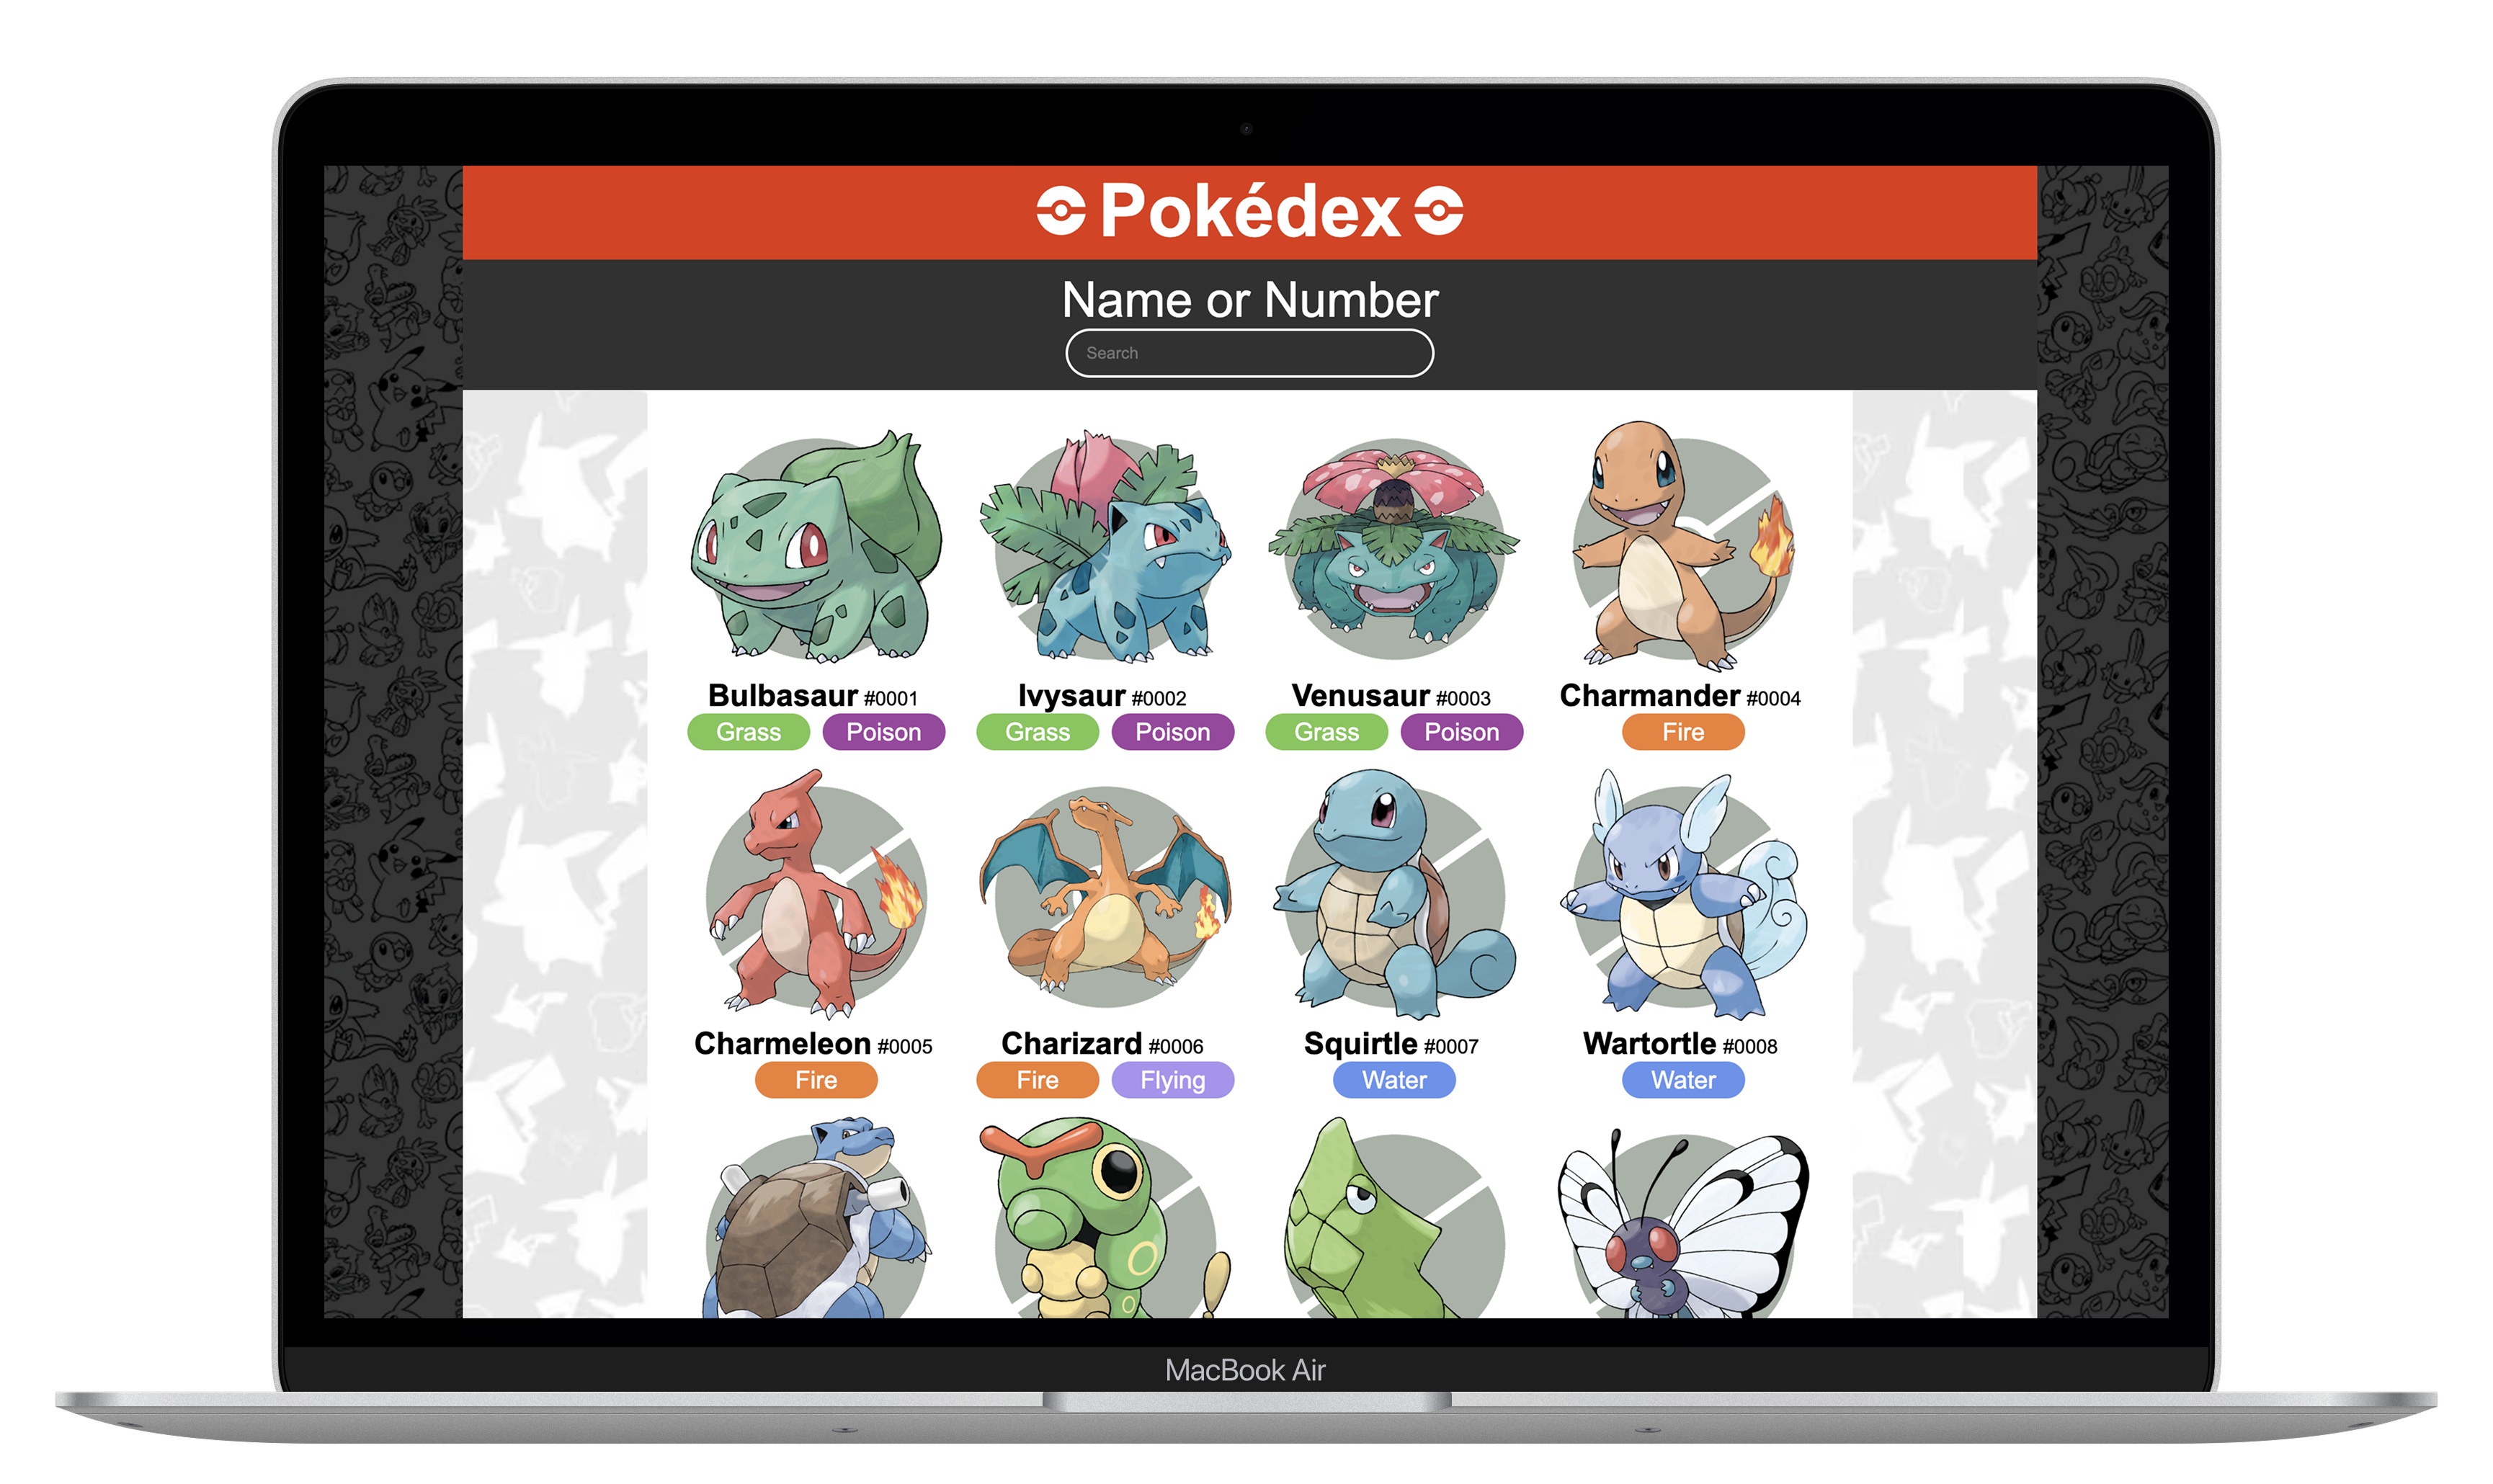 Pokédex
Name or Number
Search
Bulbasaur #0001
Grass Poison
Ivysaur #0002
Grass Poison
Venusaur #0003
Grass Poison
Charmander #0004
Fire
Charmeleon #0005
Fire
Charizard #0006
Fire Flying
Squirtle #0007
Water
Wartortle #0008
Water
MacBook Air